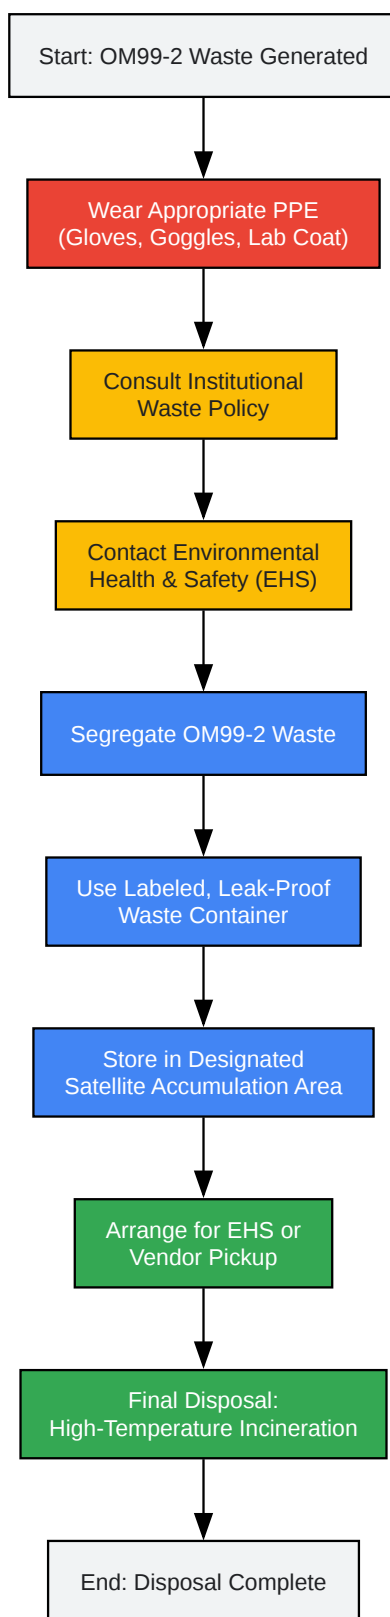 Start: OM99-2 Waste Generated
Wear Appropriate PPE
(Gloves, Goggles, Lab Coat)
Consult Institutional
Waste Policy
Contact Environmental
Health & Safety (EHS)
Segregate OM99-2 Waste
Use Labeled, Leak-Proof
Waste Container
Store in Designated
Satellite Accumulation Area
Arrange for EHS or
Vendor Pickup
Final Disposal:
High-Temperature Incineration
End: Disposal Complete